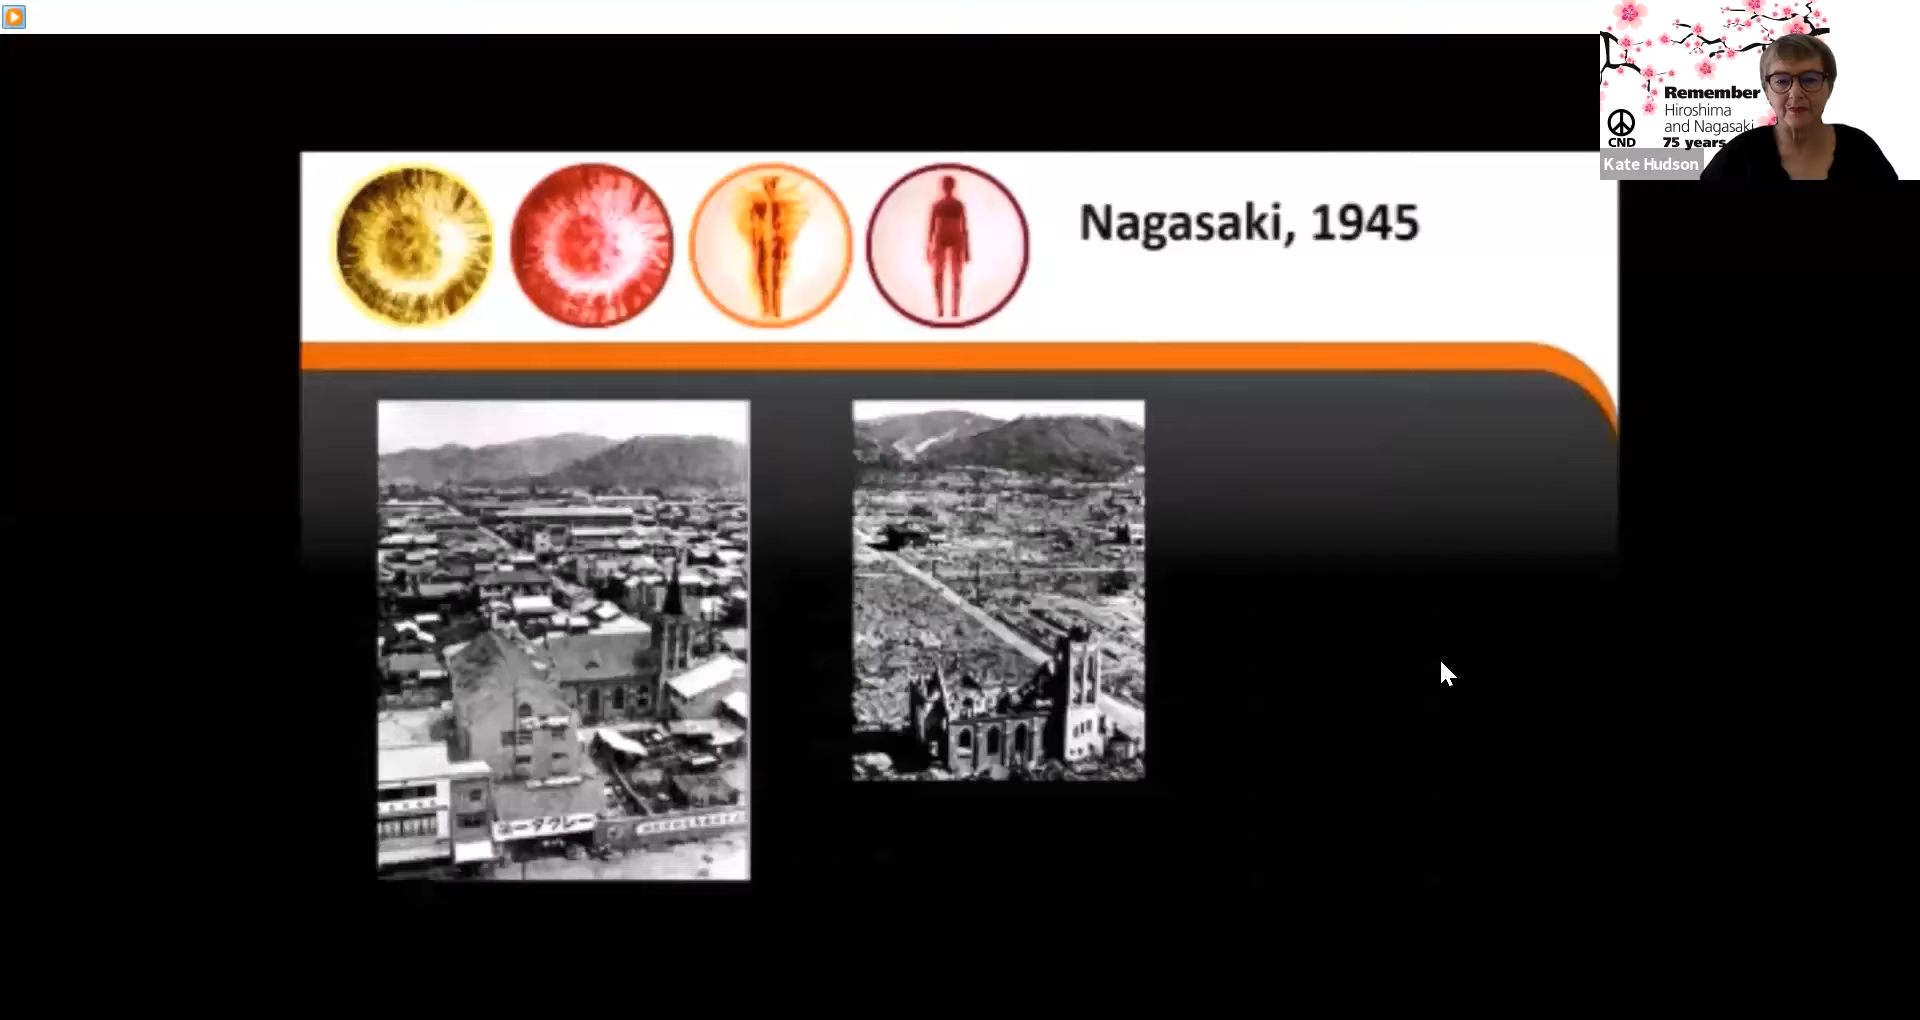 Nagasaki, 1945
Remember
Hiroshima
and Nagasaki
75 years
CND
Kate Hudson